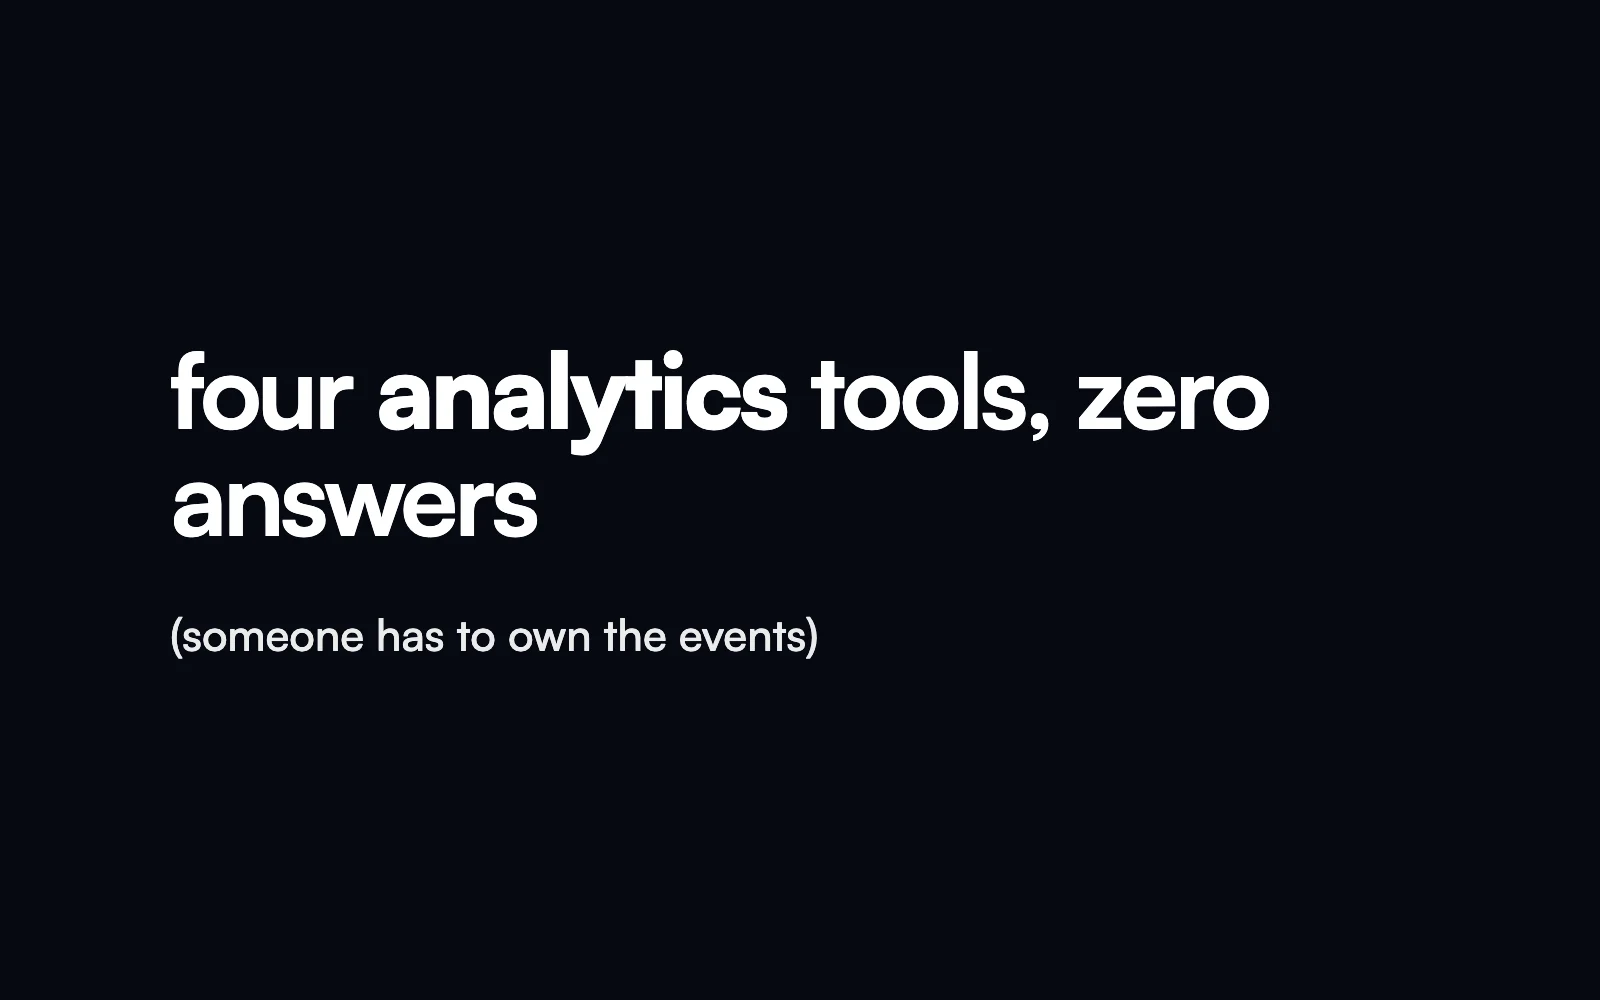 four analytics tools, zero
answers
(someone has to own the events)